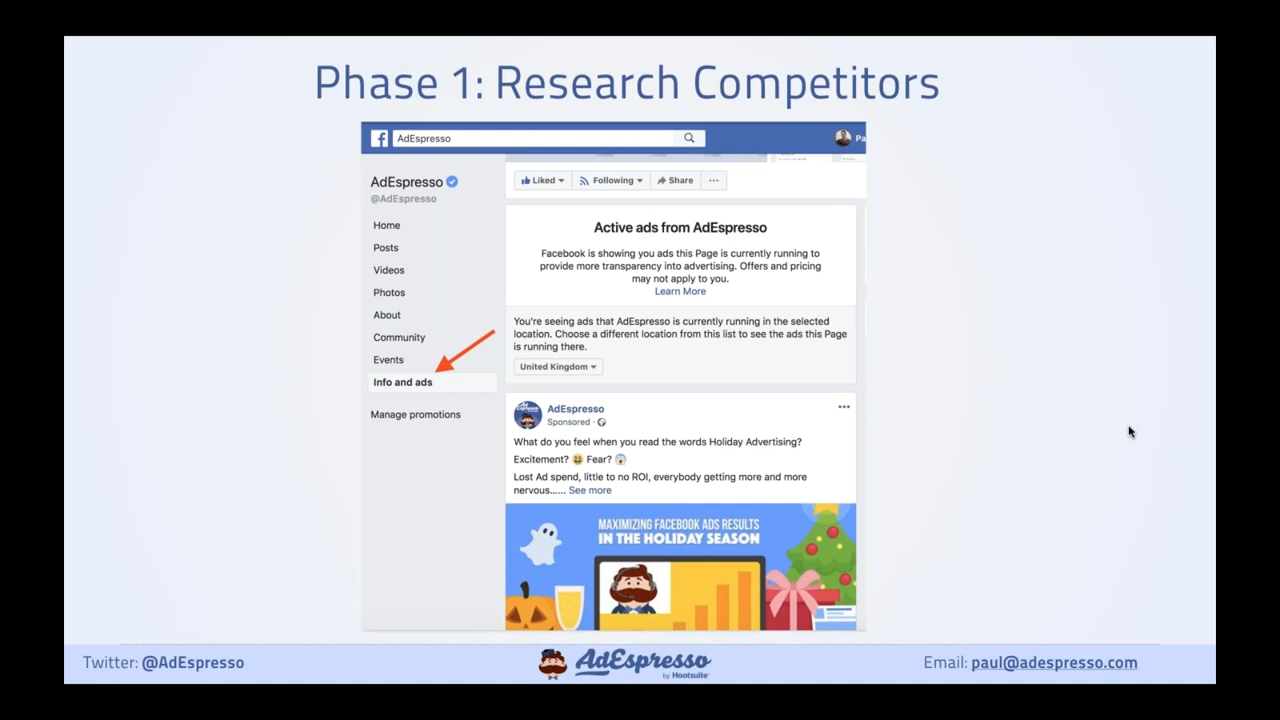 Phase 1: Research Competitors
AdEspresso
Pa
AdEspresso
@AdEspresso
Home
Posts
Videos
Photos
About
Community
Events
Info and ads
Manage promotions
Liked
Following
Share
Active ads from AdEspresso
Facebook is showing you ads this Page is currently running to
provide more transparency into advertising. Offers and pricing
may not apply to you.
Learn More
You're seeing ads that AdEspresso is currently running in the selected
location. Choose a different location from this list to see the ads this Page
is running there.
United Kingdom
AdEspresso
Sponsored ·
What do you feel when you read the words Holiday Advertising?
Excitement? 😆 Fear? 😱
Lost Ad spend, little to no ROI, everybody getting more and more
nervous...... See more
MAXIMIZING FACEBOOK ADS RESULTS
IN THE HOLIDAY SEASON
Twitter: @AdEspresso
AdEspresso
by Hootsuite
Email: paul@adespresso.com